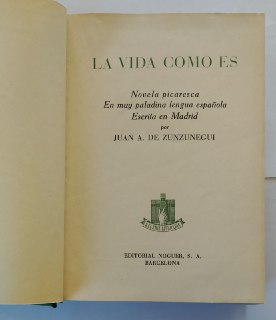 LA VIDA COMO ES
Novela picaresca
En muy paladina lengua española
Escrita en Madrid
por
JUAN A. DE ZUNZUNEGUI
EDITORIAL NOGUER, S. A.
BARCELONA